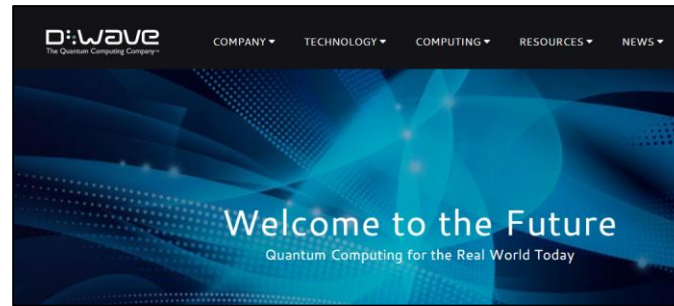 D:wave
The Quantum Computing Company™
COMPANY▾ TECHNOLOGY▾ COMPUTING▾ RESOURCES▾ NEWS▾
Welcome to the Future
Quantum Computing for the Real World Today